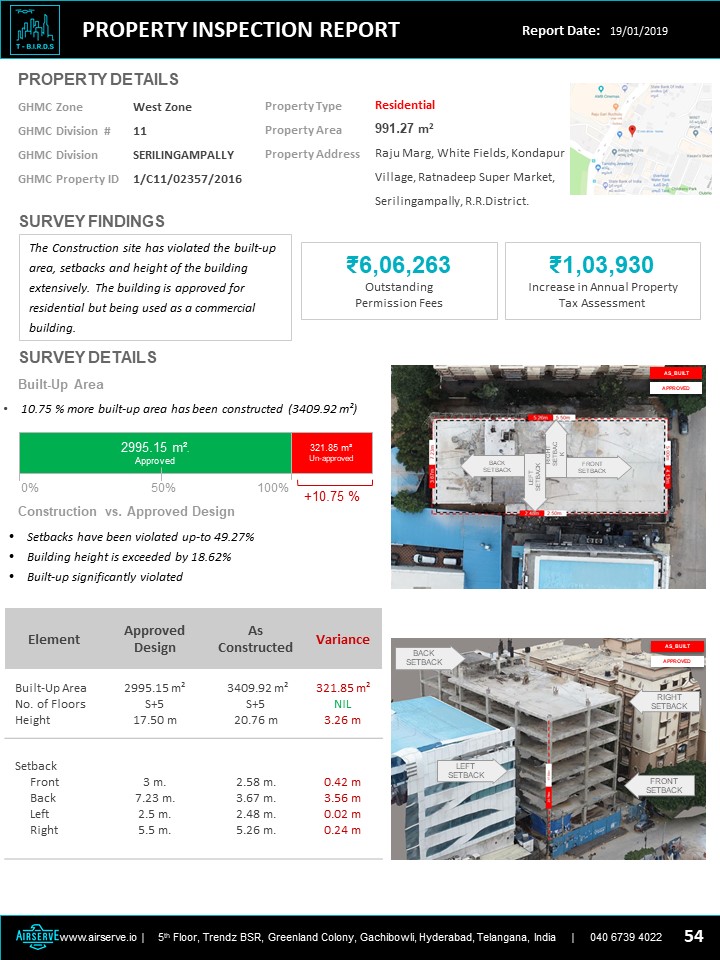 T - B.I.R.D.S
PROPERTY INSPECTION REPORT
Report Date: 19/01/2019
PROPERTY DETAILS
GHMC Zone West Zone
GHMC Division # 11
GHMC Division SERILINGAMPALLY
GHMC Property ID 1/C11/02357/2016
Property Type Residential
Property Area 991.27 m²
Property Address Raju Marg, White Fields, Kondapur
Village, Ratnadeep Super Market,
Serilingampally, R.R.District.
SURVEY FINDINGS
The Construction site has violated the built-up
area, setbacks and height of the building
extensively. The building is approved for
residential but being used as a commercial
building.
₹6,06,263
Outstanding
Permission Fees
₹1,03,930
Increase in Annual Property
Tax Assessment
SURVEY DETAILS
Built-Up Area
• 10.75 % more built-up area has been constructed (3409.92 m²)
2995.15 m².
Approved
321.85 m².
Un-approved
0% 50% 100%
+10.75 %
Construction vs. Approved Design
• Setbacks have been violated up-to 49.27%
• Building height is exceeded by 18.62%
• Built-up significantly violated
AS_BUILT
APPROVED
5.26m 5.50m
BACK
SETBACK
LEFT
SETBACK
RIGHT
SETBAC
K
FRONT
SETBACK
2.48m 2.50m
Element Approved Design As Constructed Variance
Built-Up Area 2995.15 m² 3409.92 m² 321.85 m²
No. of Floors S+5 S+5 NIL
Height 17.50 m 20.76 m 3.26 m
Setback
Front 3 m. 2.58 m. 0.42 m
Back 7.23 m. 3.67 m. 3.56 m
Left 2.5 m. 2.48 m. 0.02 m
Right 5.5 m. 5.26 m. 0.24 m
AS_BUILT
APPROVED
BACK
SETBACK
RIGHT
SETBACK
LEFT
SETBACK
FRONT
SETBACK
AIRSERVE www.airserve.io | 5th Floor, Trendz BSR, Greenland Colony, Gachibowli, Hyderabad, Telangana, India | 040 6739 4022 54